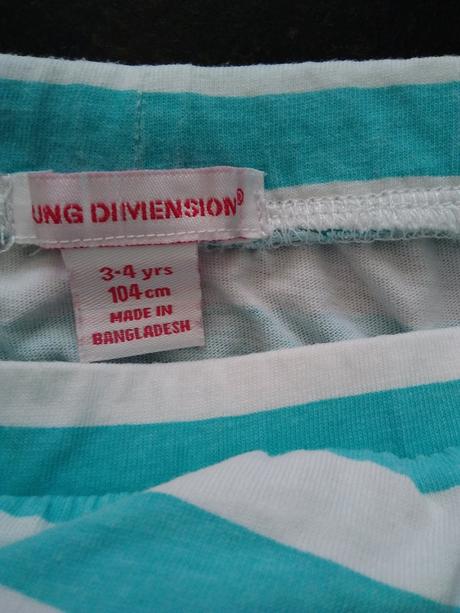 UNG DIMENSION®
3-4 yrs
104cm
MADE IN
BANGLADESH